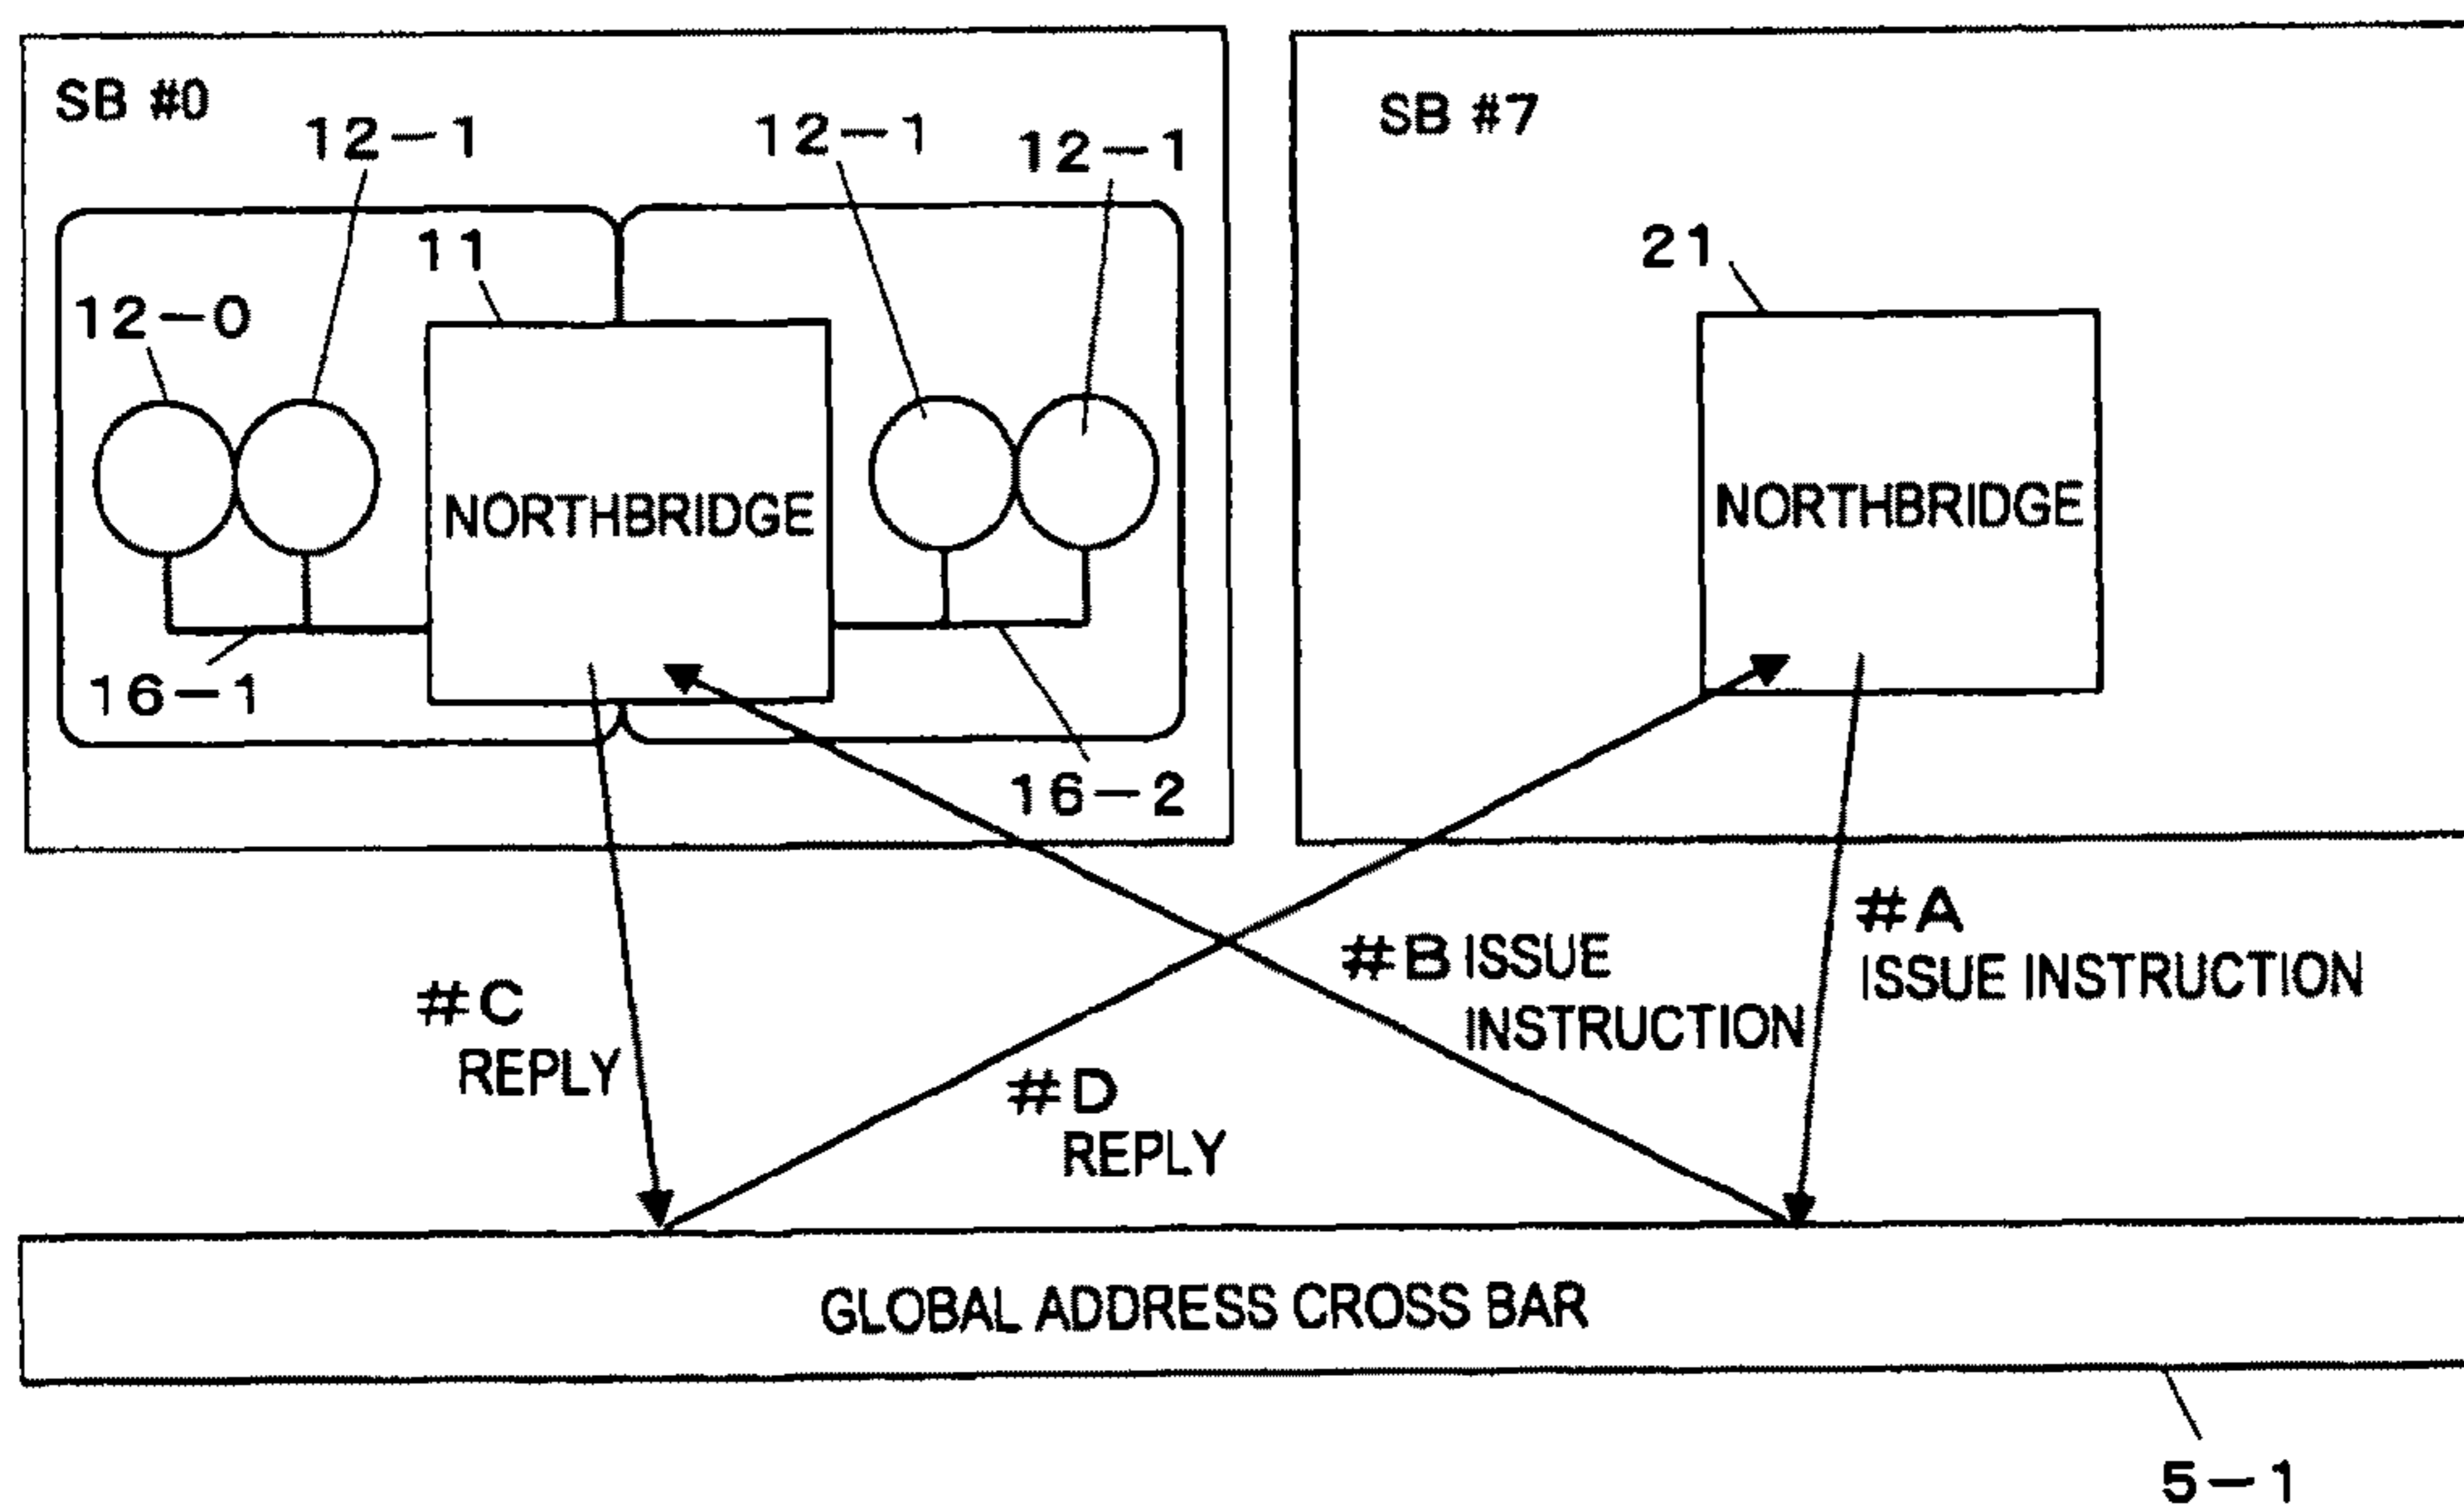 SB #0
12-1
12-1
12-1
SB #7
11
21
12-0
NORTHBRIDGE
NORTHBRIDGE
16-1
16-2
#A
ISSUE INSTRUCTION
#B ISSUE
INSTRUCTION
#C
REPLY
#D
REPLY
GLOBAL ADDRESS CROSS BAR
5-1